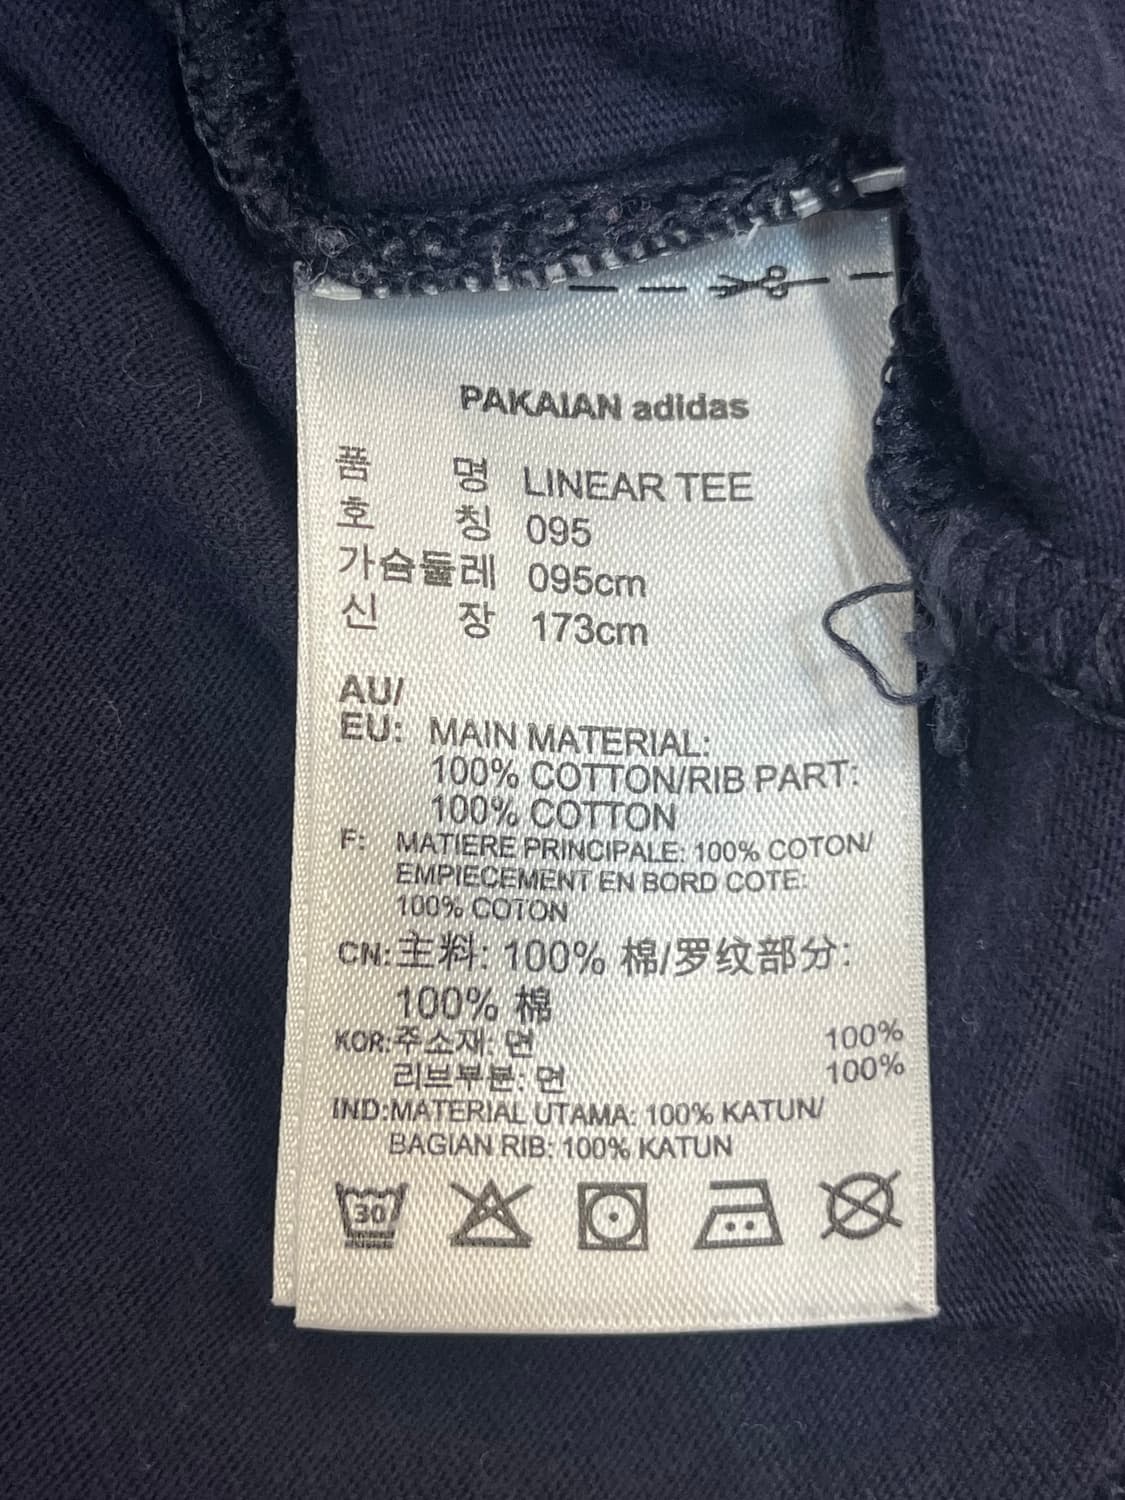 PAKAIAN adidas
품 명 LINEAR TEE
호 칭 095
가슴둘레 095cm
신 장 173cm
AU/
EU: MAIN MATERIAL:
100% COTTON/RIB PART:
100% COTTON
F: MATIERE PRINCIPALE: 100% COTON/
EMPIECEMENT EN BORD COTE:
100% COTON
CN: 主料: 100% 棉/罗纹部分:
100% 棉
KOR:주소재: 면 100%
리브부분: 면 100%
IND:MATERIAL UTAMA: 100% KATUN/
BAGIAN RIB: 100% KATUN
30